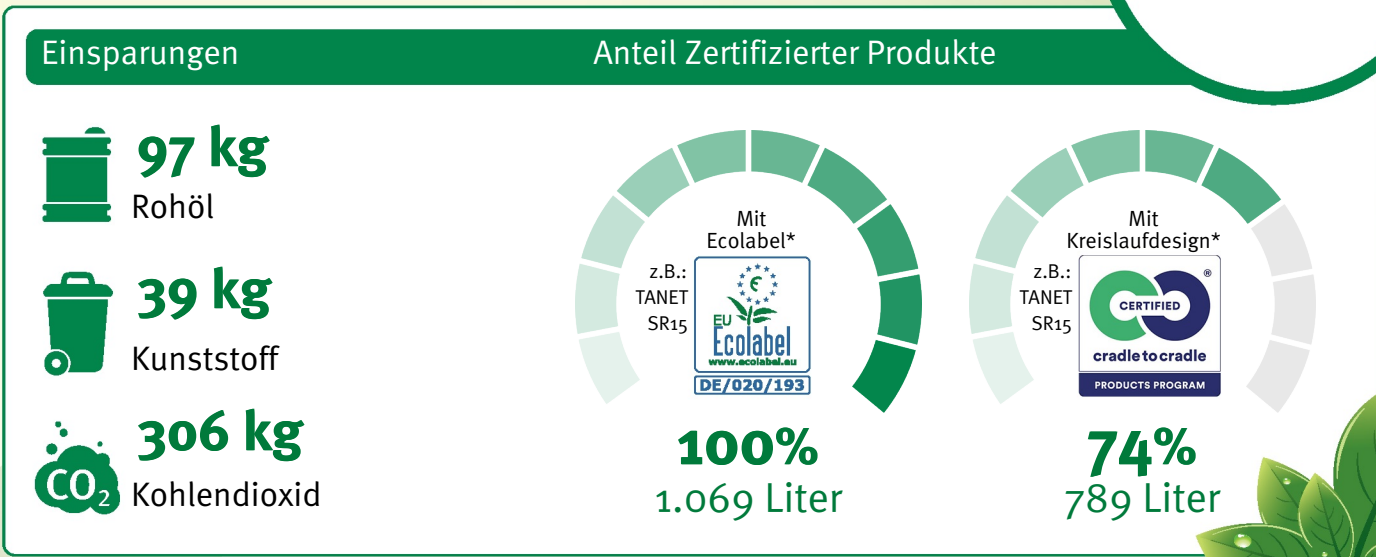 Einsparungen
Anteil Zertifizierter Produkte
97 kg
Rohöl
39 kg
Kunststoff
CO₂
306 kg
Kohlendioxid
Mit
Ecolabel*
z.B.:
TANET
SR15
EU
Ecolabel
www.ecolabel.eu
DE/020/193
100%
1.069 Liter
Mit
Kreislaufdesign*
z.B.:
TANET
SR15
®
CERTIFIED
cradle to cradle
PRODUCTS PROGRAM
74%
789 Liter